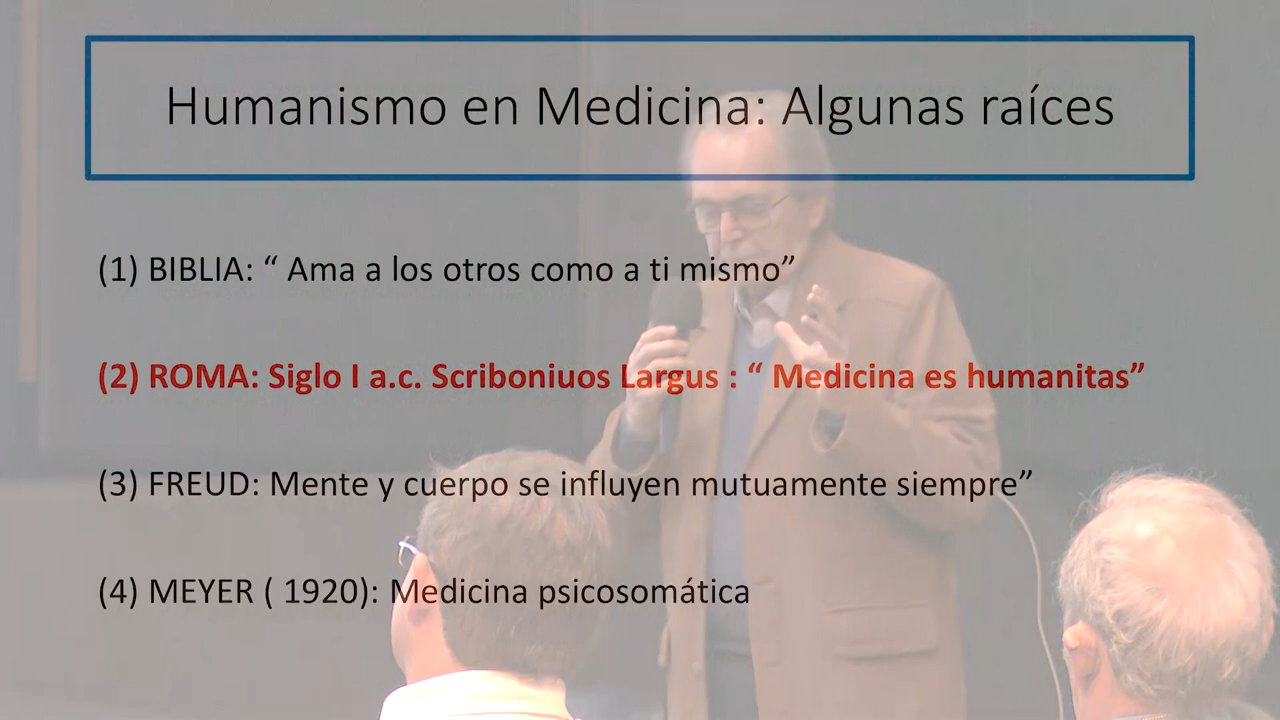 Humanismo en Medicina: Algunas raíces
(1) BIBLIA: “ Ama a los otros como a ti mismo”
(2) ROMA: Siglo I a.c. Scriboniuos Largus : “ Medicina es humanitas”
(3) FREUD: Mente y cuerpo se influyen mutuamente siempre”
(4) MEYER ( 1920): Medicina psicosomática